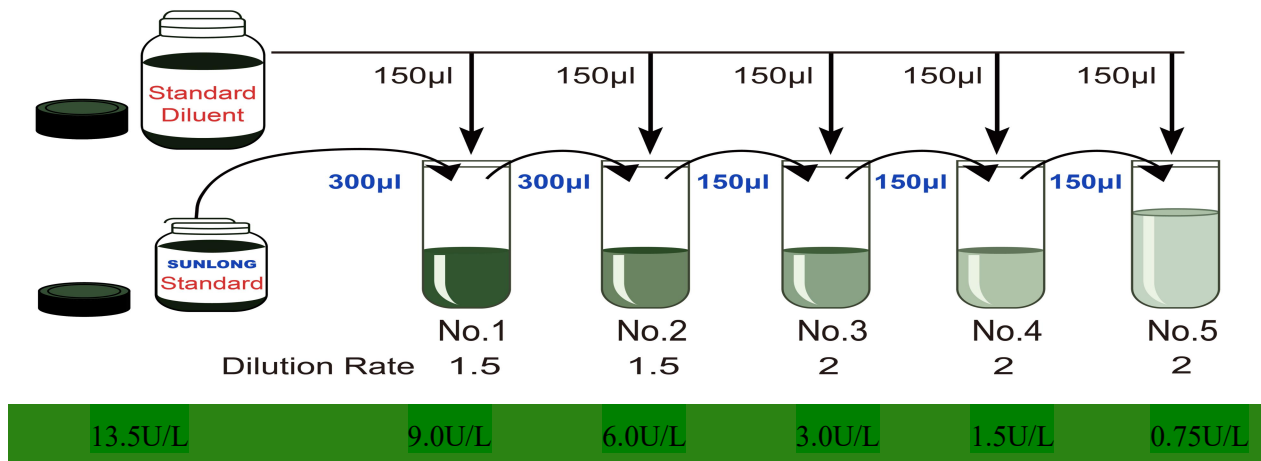 150µl 150µl 150µl 150µl 150µl
Standard
Diluent
300µl 300µl 150µl 150µl 150µl
SUNLONG
Standard
No.1 No.2 No.3 No.4 No.5
Dilution Rate 1.5 1.5 2 2 2
13.5U/L 9.0U/L 6.0U/L 3.0U/L 1.5U/L 0.75U/L